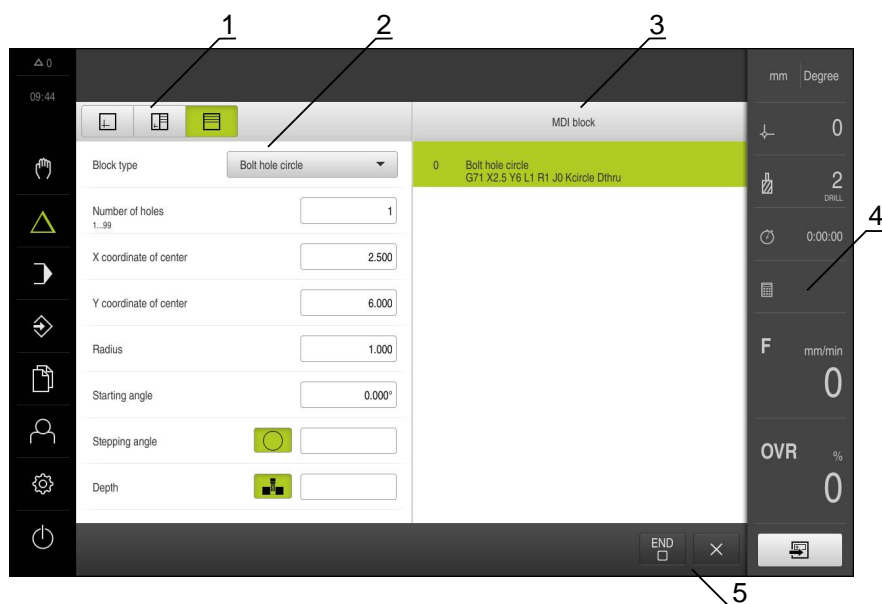 1
2
3
0
09:44
mm Degree
MDI block
0
Block type
Bolt hole circle
0 Bolt hole circle
G71 X2.5 Y6 L1 R1 J0 Kcircle Dthru
2
DRILL
Number of holes
1...99
1
4
0:00:00
X coordinate of center
2.500
Y coordinate of center
6.000
F mm/min
0
Radius
1.000
Starting angle
0.000°
Stepping angle
OVR %
0
Depth
END
5